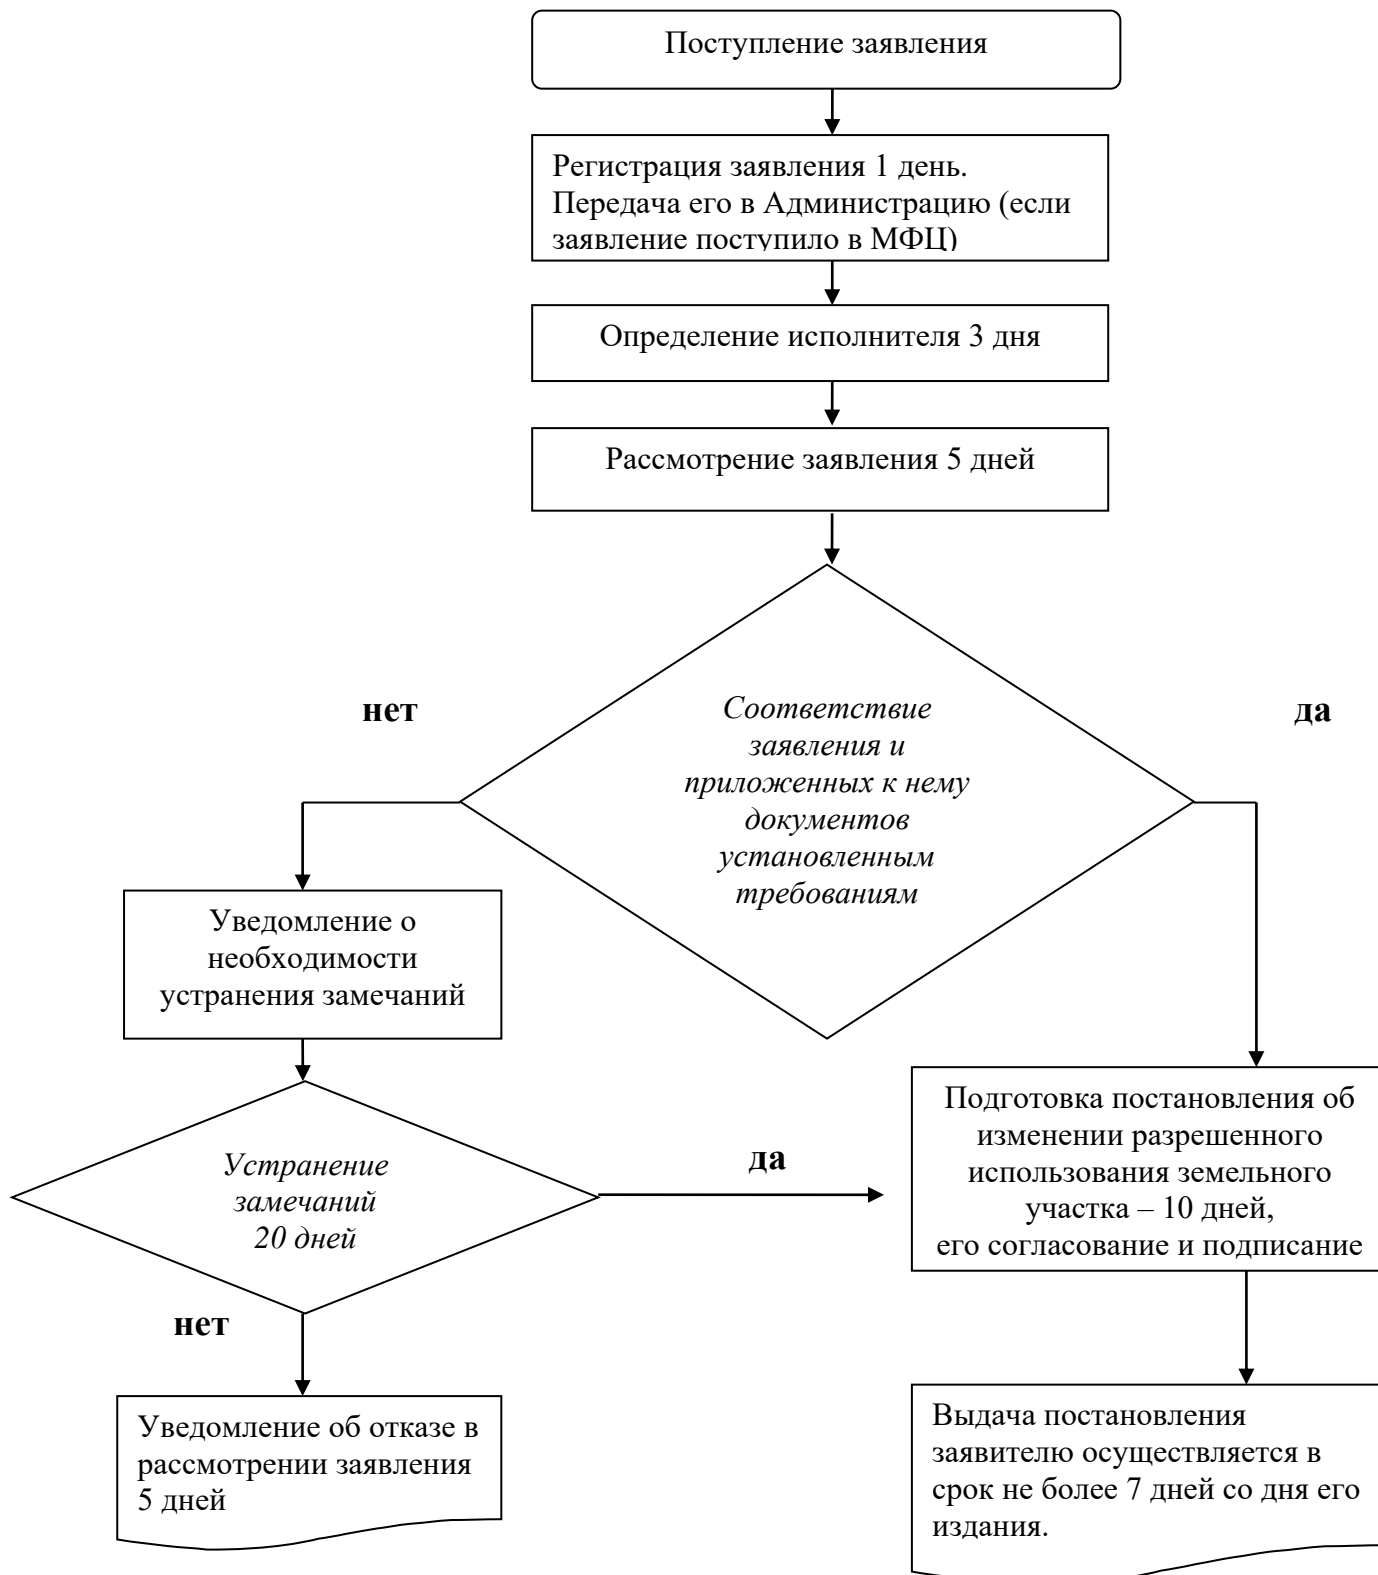 Поступление заявления
Регистрация заявления 1 день.
Передача его в Администрацию (если
заявление поступило в МФЦ)
Определение исполнителя 3 дня
Рассмотрение заявления 5 дней
нет
да
Соответствие
заявления и
приложенных к нему
документов
установленным
требованиям
Уведомление о
необходимости
устранения замечаний
Подготовка постановления об
изменении разрешенного
использования земельного
участка – 10 дней,
его согласование и подписание
Устранение
замечаний
20 дней
да
нет
Уведомление об отказе в
рассмотрении заявления
5 дней
Выдача постановления
заявителю осуществляется в
срок не более 7 дней со дня его
издания.